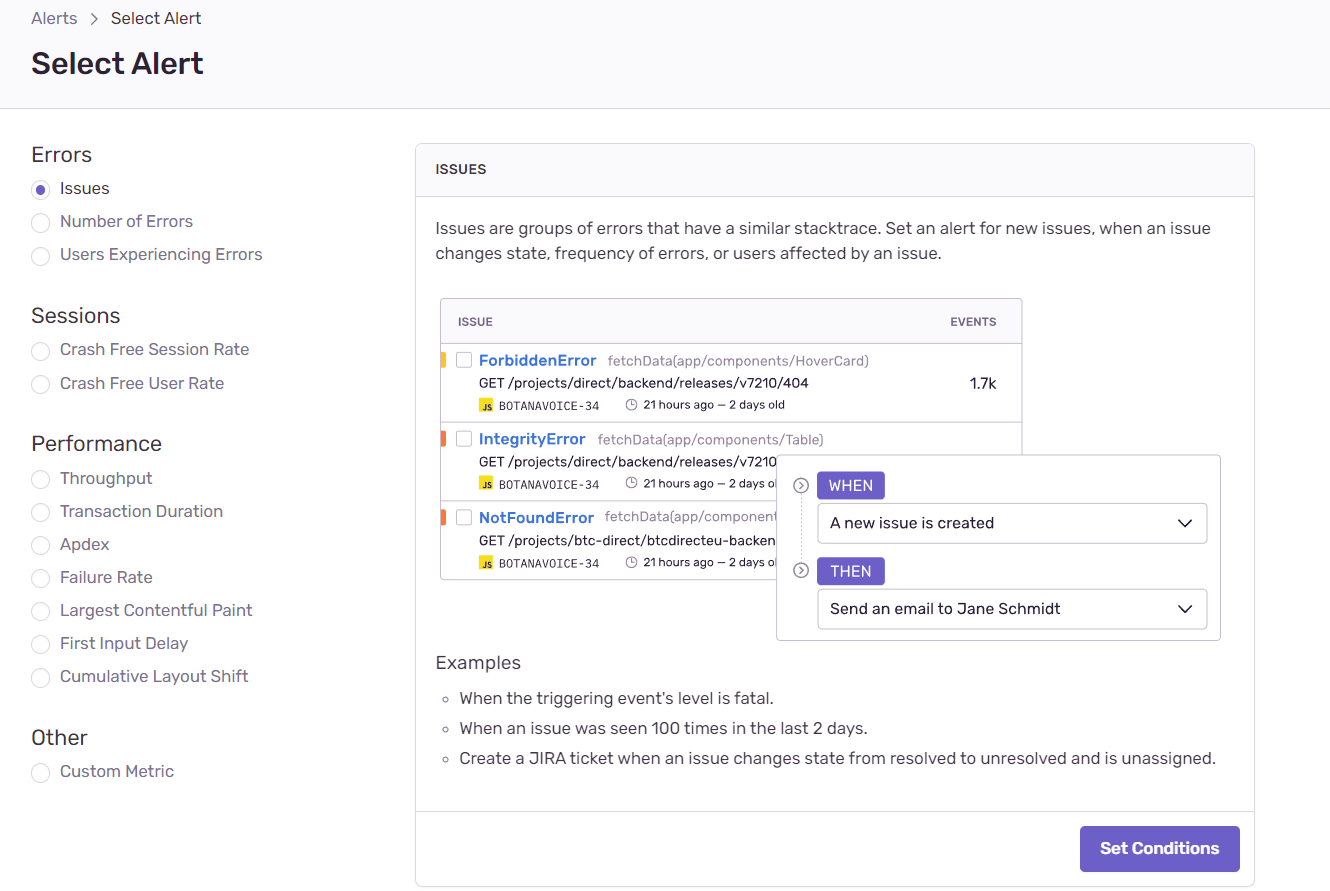 Alerts > Select Alert
Select Alert
Errors
Issues
Number of Errors
Users Experiencing Errors
Sessions
Crash Free Session Rate
Crash Free User Rate
Performance
Throughput
Transaction Duration
Apdex
Failure Rate
Largest Contentful Paint
First Input Delay
Cumulative Layout Shift
Other
Custom Metric
ISSUES
Issues are groups of errors that have a similar stacktrace. Set an alert for new issues, when an issue
changes state, frequency of errors, or users affected by an issue.
ISSUE EVENTS
ForbiddenError fetchData(app/components/HoverCard)
GET /projects/direct/backend/releases/v7210/404 1.7k
JS BOTANAVOICE-34 21 hours ago — 2 days old
IntegrityError fetchData(app/components/Table)
GET /projects/direct/backend/releases/v7210
JS BOTANAVOICE-34 21 hours ago — 2 days ol
NotFoundError fetchData(app/component
GET /projects/btc-direct/btcdirecteu-backen
JS BOTANAVOICE-34 21 hours ago — 2 days ol
WHEN
A new issue is created
THEN
Send an email to Jane Schmidt
Examples
When the triggering event's level is fatal.
When an issue was seen 100 times in the last 2 days.
Create a JIRA ticket when an issue changes state from resolved to unresolved and is unassigned.
Set Conditions